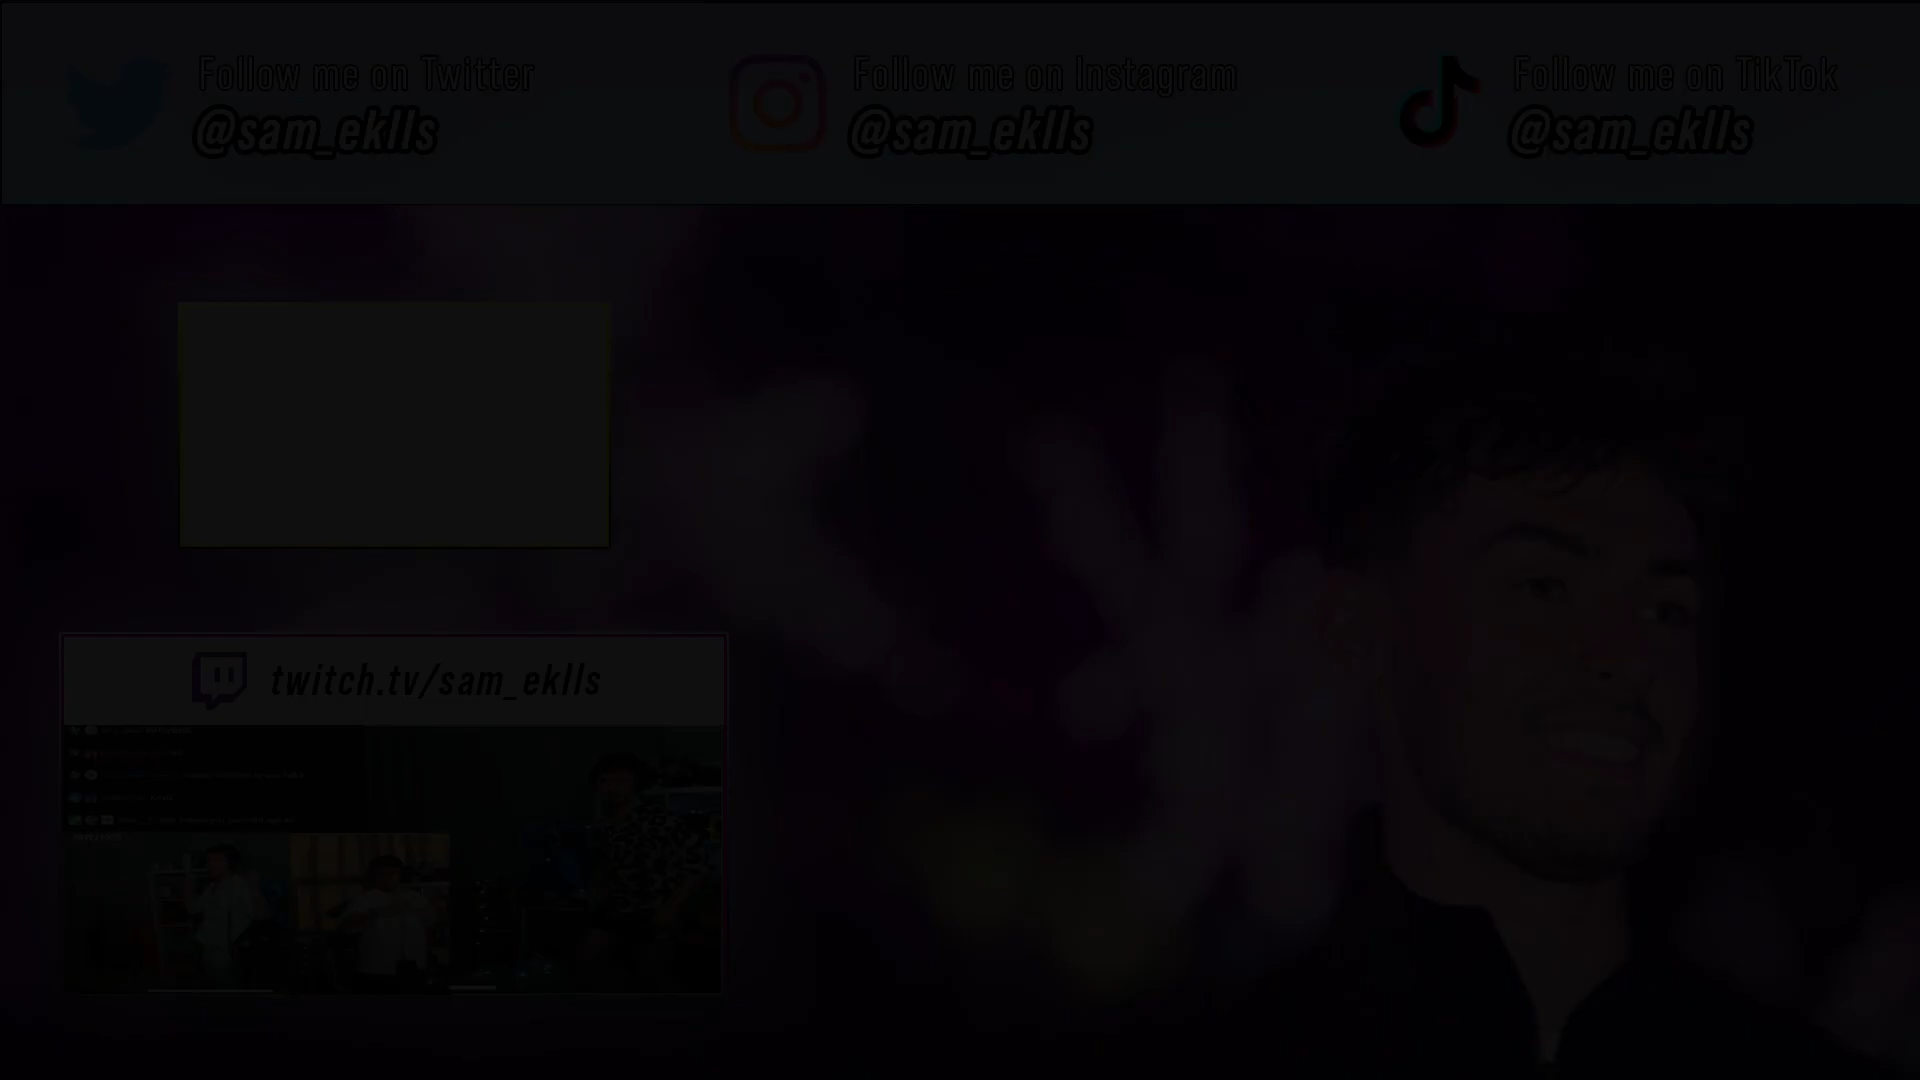 Follow me on Twitter
@sam_eklls
Follow me on Instagram
@sam_eklls
Follow me on TikTok
@sam_eklls
twitch.tv/sam_eklls